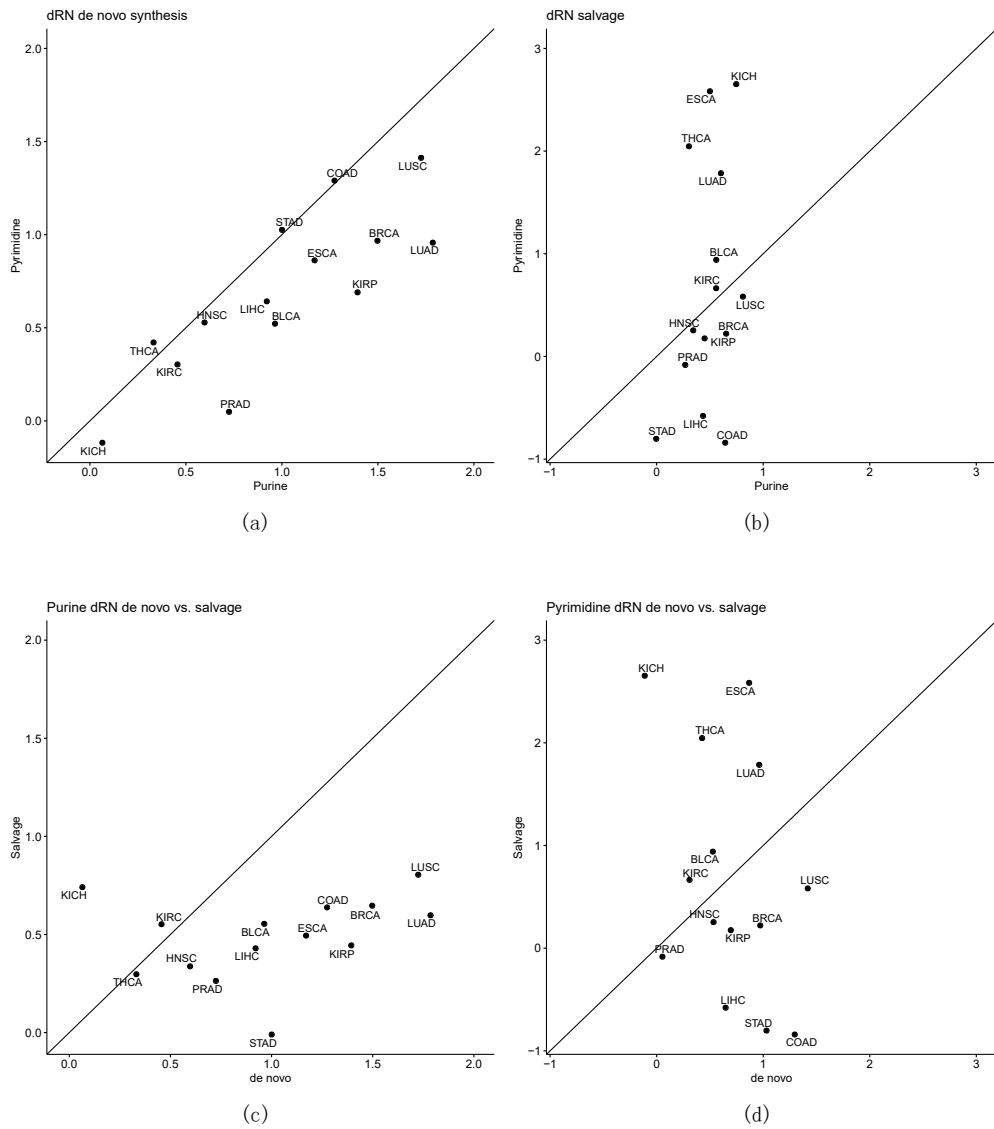 dRN de novo synthesis
2.0
1.5
1.0
0.5
0.0
Pyrimidine
COAD
LUSC
STAD
BRCA
ESCA
LUAD
KIRP
LIHC
HNSC
BLCA
THCA
KIRC
PRAD
KICH
0.0
0.5
1.0
1.5
2.0
Purine
(a)
dRN salvage
3
2
1
0
−1
Pyrimidine
KICH
ESCA
THCA
LUAD
BLCA
KIRC
LUSC
HNSC
BRCA
KIRP
PRAD
LIHC
STAD
COAD
−1
0
1
2
3
Purine
(b)
Purine dRN de novo vs. salvage
2.0
1.5
1.0
0.5
0.0
Salvage
LUSC
KICH
COAD
BRCA
KIRC
LUAD
BLCA
ESCA
LIHC
KIRP
HNSC
THCA
PRAD
STAD
0.0
0.5
1.0
1.5
2.0
de novo
(c)
Pyrimidine dRN de novo vs. salvage
3
2
1
0
−1
Salvage
KICH
ESCA
THCA
LUAD
BLCA
KIRC
LUSC
HNSC
BRCA
KIRP
PRAD
LIHC
STAD
COAD
−1
0
1
2
3
de novo
(d)